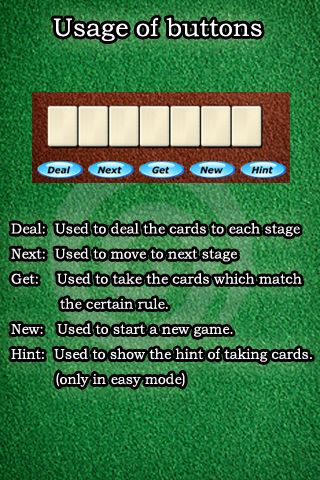 Usage of buttons
Deal Next Get New Hint
Deal: Used to deal the cards to each stage
Next: Used to move to next stage
Get: Used to take the cards which match
the certain rule.
New: Used to start a new game.
Hint: Used to show the hint of taking cards.
(only in easy mode)